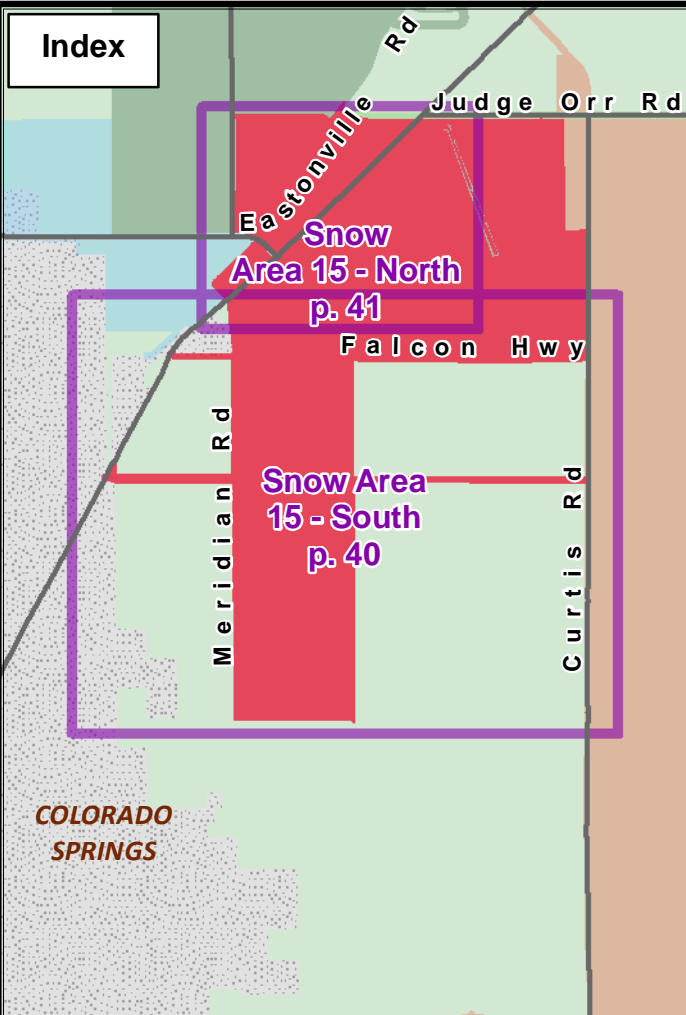 Index
Eastonville Rd
Judge Orr Rd
Snow
Area 15 - North
p. 41
Falcon Hwy
Meridian Rd
Snow Area
15 - South
p. 40
Curtis Rd
COLORADO
SPRINGS